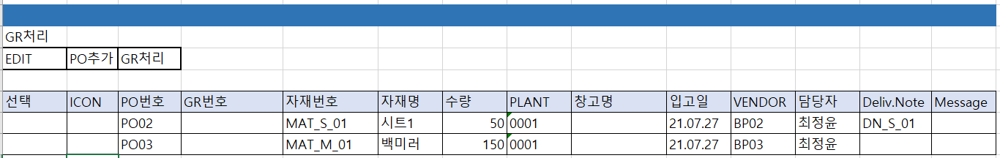 GR처리
EDIT PO추가 GR처리
선택 ICON PO번호 GR번호 자재번호 자재명 수량 PLANT 창고명 입고일 VENDOR 담당자 Deliv.Note Message
PO02 MAT_S_01 시트1 50 0001 21.07.27 BP02 최정윤 DN_S_01
PO03 MAT_M_01 백미러 150 0001 21.07.27 BP03 최정윤